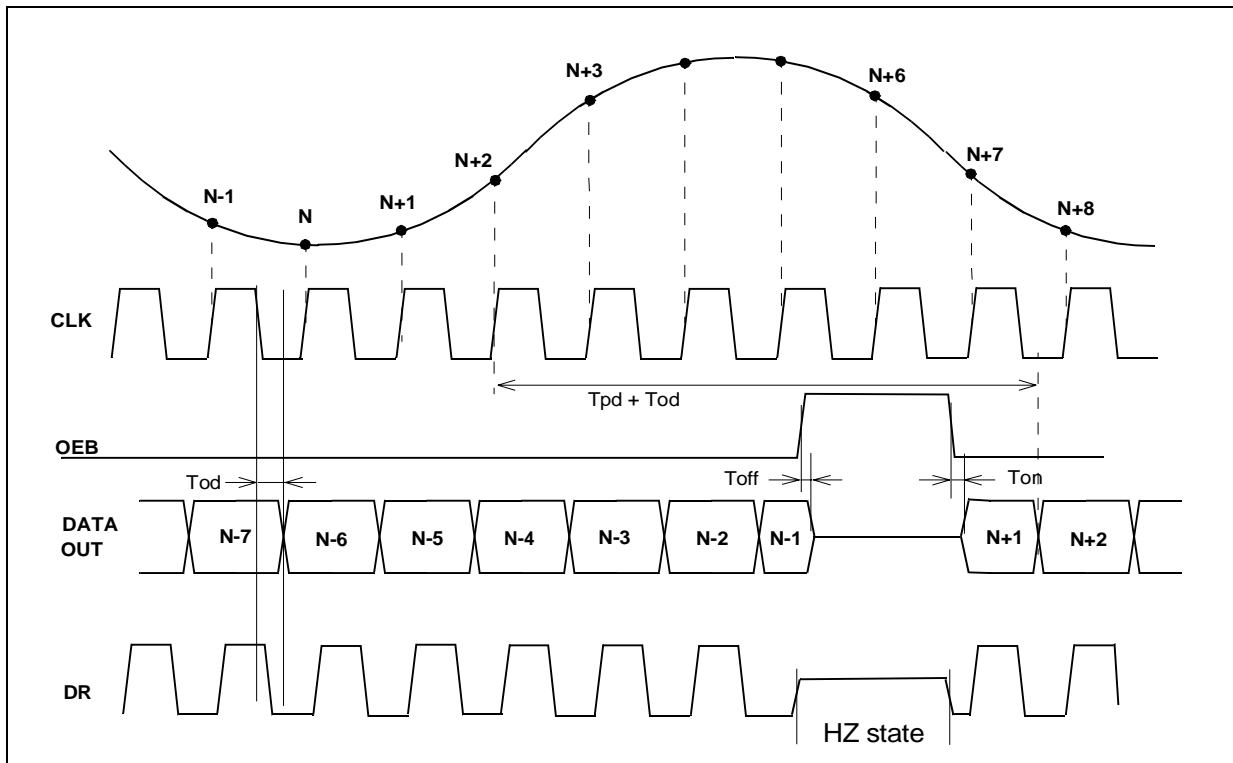 N+3
N+6
N+2
N+7
N-1
N
N+1
N+8
CLK
Tpd + Tod
OEB
Tod
Toff
Ton
DATA
OUT
N-7
N-6
N-5
N-4
N-3
N-2
N-1
N+1
N+2
DR
HZ state